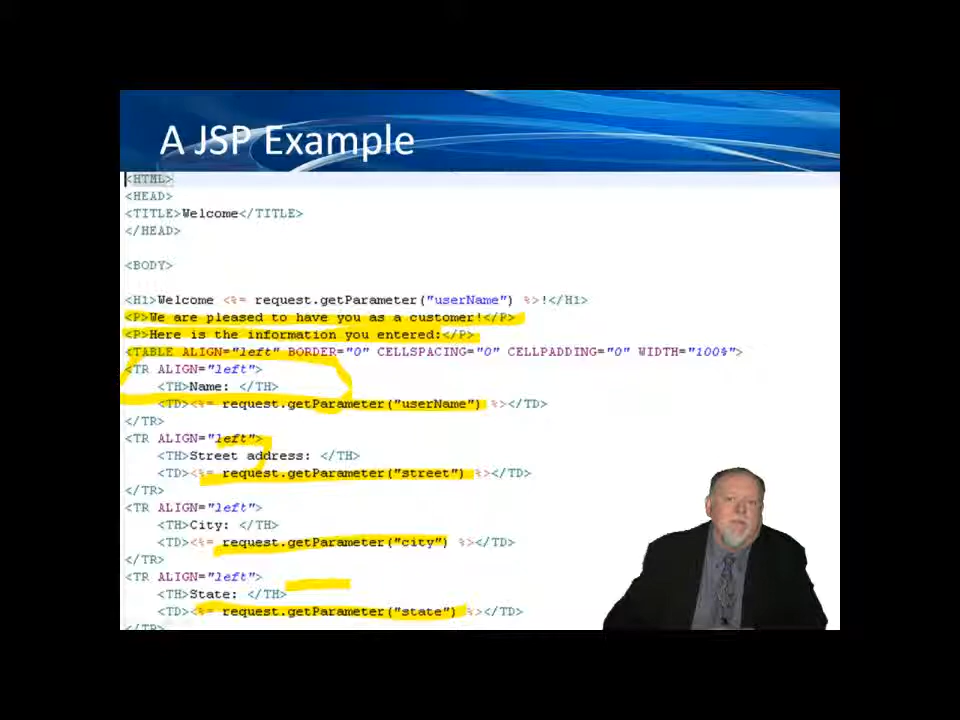 A JSP Example
<HTML>
<HEAD>
<TITLE>Welcome</TITLE>
</HEAD>
<BODY>
<H1>Welcome <%= request.getParameter("userName") %>!</H1>
<P>We are pleased to have you as a customer!</P>
<P>Here is the information you entered:</P>
<TABLE ALIGN="left" BORDER="0" CELLSPACING="0" CELLPADDING="0" WIDTH="100%">
<TR ALIGN="left">
<TH>Name: </TH>
<TD><%= request.getParameter("userName") %></TD>
</TR>
<TR ALIGN="left">
<TH>Street address: </TH>
<TD><%= request.getParameter("street") %></TD>
</TR>
<TR ALIGN="left">
<TH>City: </TH>
<TD><%= request.getParameter("city") %></TD>
</TR>
<TR ALIGN="left">
<TH>State: </TH>
<TD><%= request.getParameter("state") %></TD>
</TR>